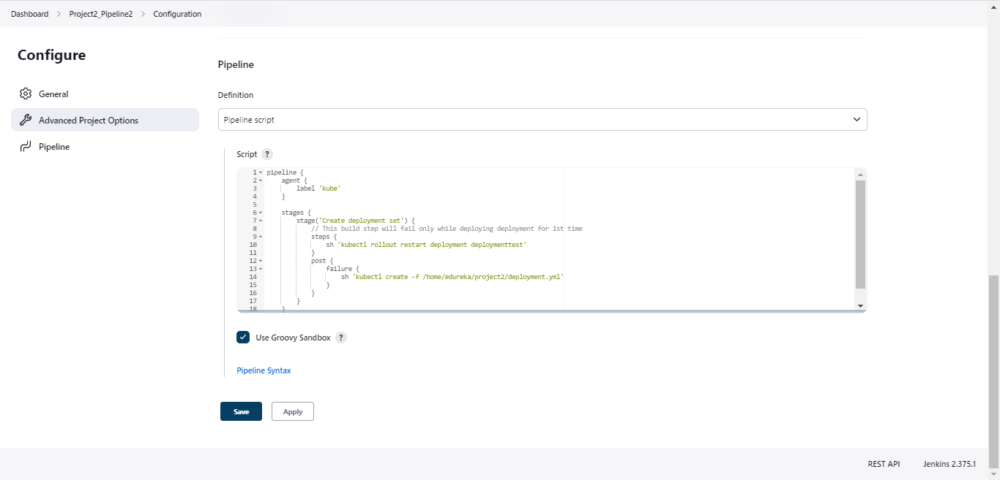 Dashboard Project2_Pipeline2 Configuration
Configure
General
Advanced Project Options
Pipeline
Pipeline
Definition
Pipeline script
Script ?
1 pipeline {
2     agent {
3         label 'kube'
4     }
5
6     stages {
7         stage('Create deployment set') {
8             // This build step will fail only while deploying deployment for 1st time
9             steps {
10                 sh 'kubectl rollout restart deployment deploymenttest'
11             }
12             post {
13                 failure {
14                     sh 'kubectl create -f /home/edureka/project2/deployment.yml'
15                 }
16             }
17         }
18     }
Use Groovy Sandbox ?
Pipeline Syntax
Save Apply
REST API Jenkins 2.375.1